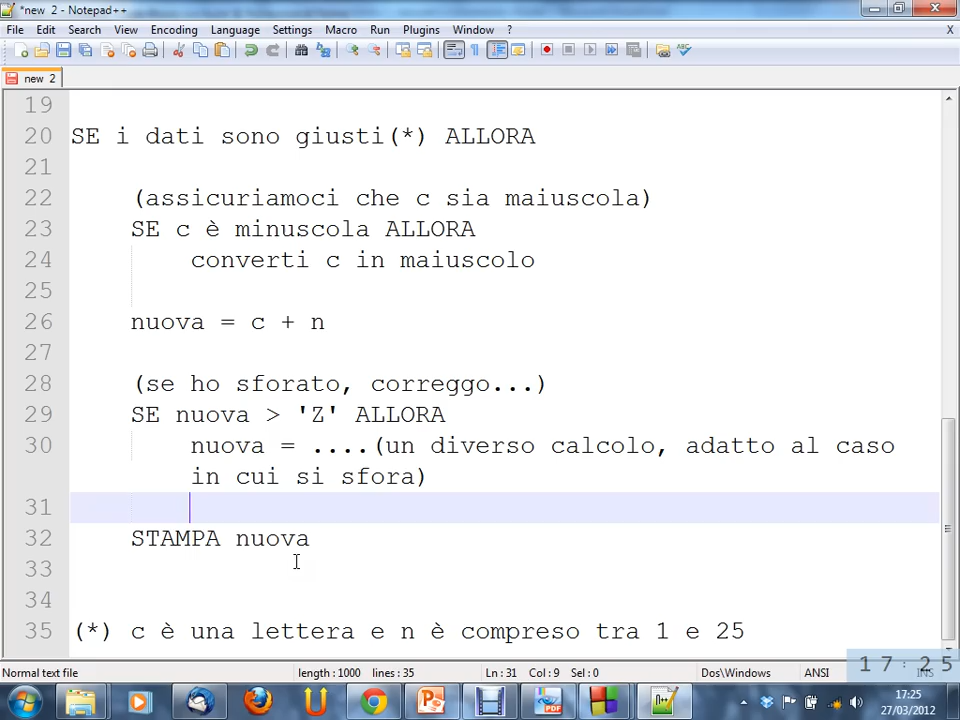 *new 2 - Notepad++
File Edit Search View Encoding Language Settings Macro Run Plugins Window ? X
new 2
19
20 SE i dati sono giusti(*) ALLORA
21
22 (assicuriamoci che c sia maiuscola)
23 SE c è minuscola ALLORA
24 converti c in maiuscolo
25
26 nuova = c + n
27
28 (se ho sforato, correggo...)
29 SE nuova > 'Z' ALLORA
30 nuova = ....(un diverso calcolo, adatto al caso
in cui si sfora)
31
32 STAMPA nuova
33
34
35 (*) c è una lettera e n è compreso tra 1 e 25
Normal text file length : 1000 lines : 35 Ln : 31 Col : 9 Sel : 0 Dos\Windows ANSI INS
17:25
17:25
27/03/2012